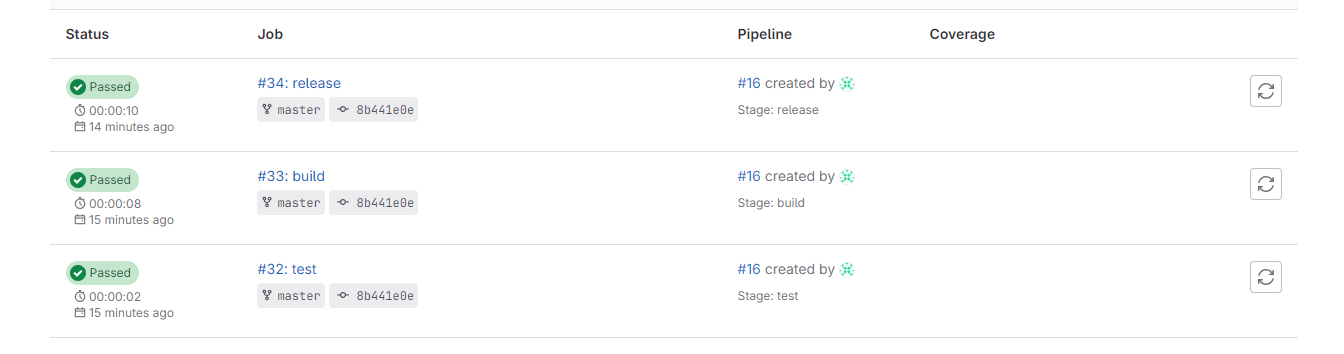 Status Job Pipeline Coverage
Passed #34: release #16 created by
master 8b441e0e Stage: release
00:00:10
14 minutes ago
Passed #33: build #16 created by
master 8b441e0e Stage: build
00:00:08
15 minutes ago
Passed #32: test #16 created by
master 8b441e0e Stage: test
00:00:02
15 minutes ago